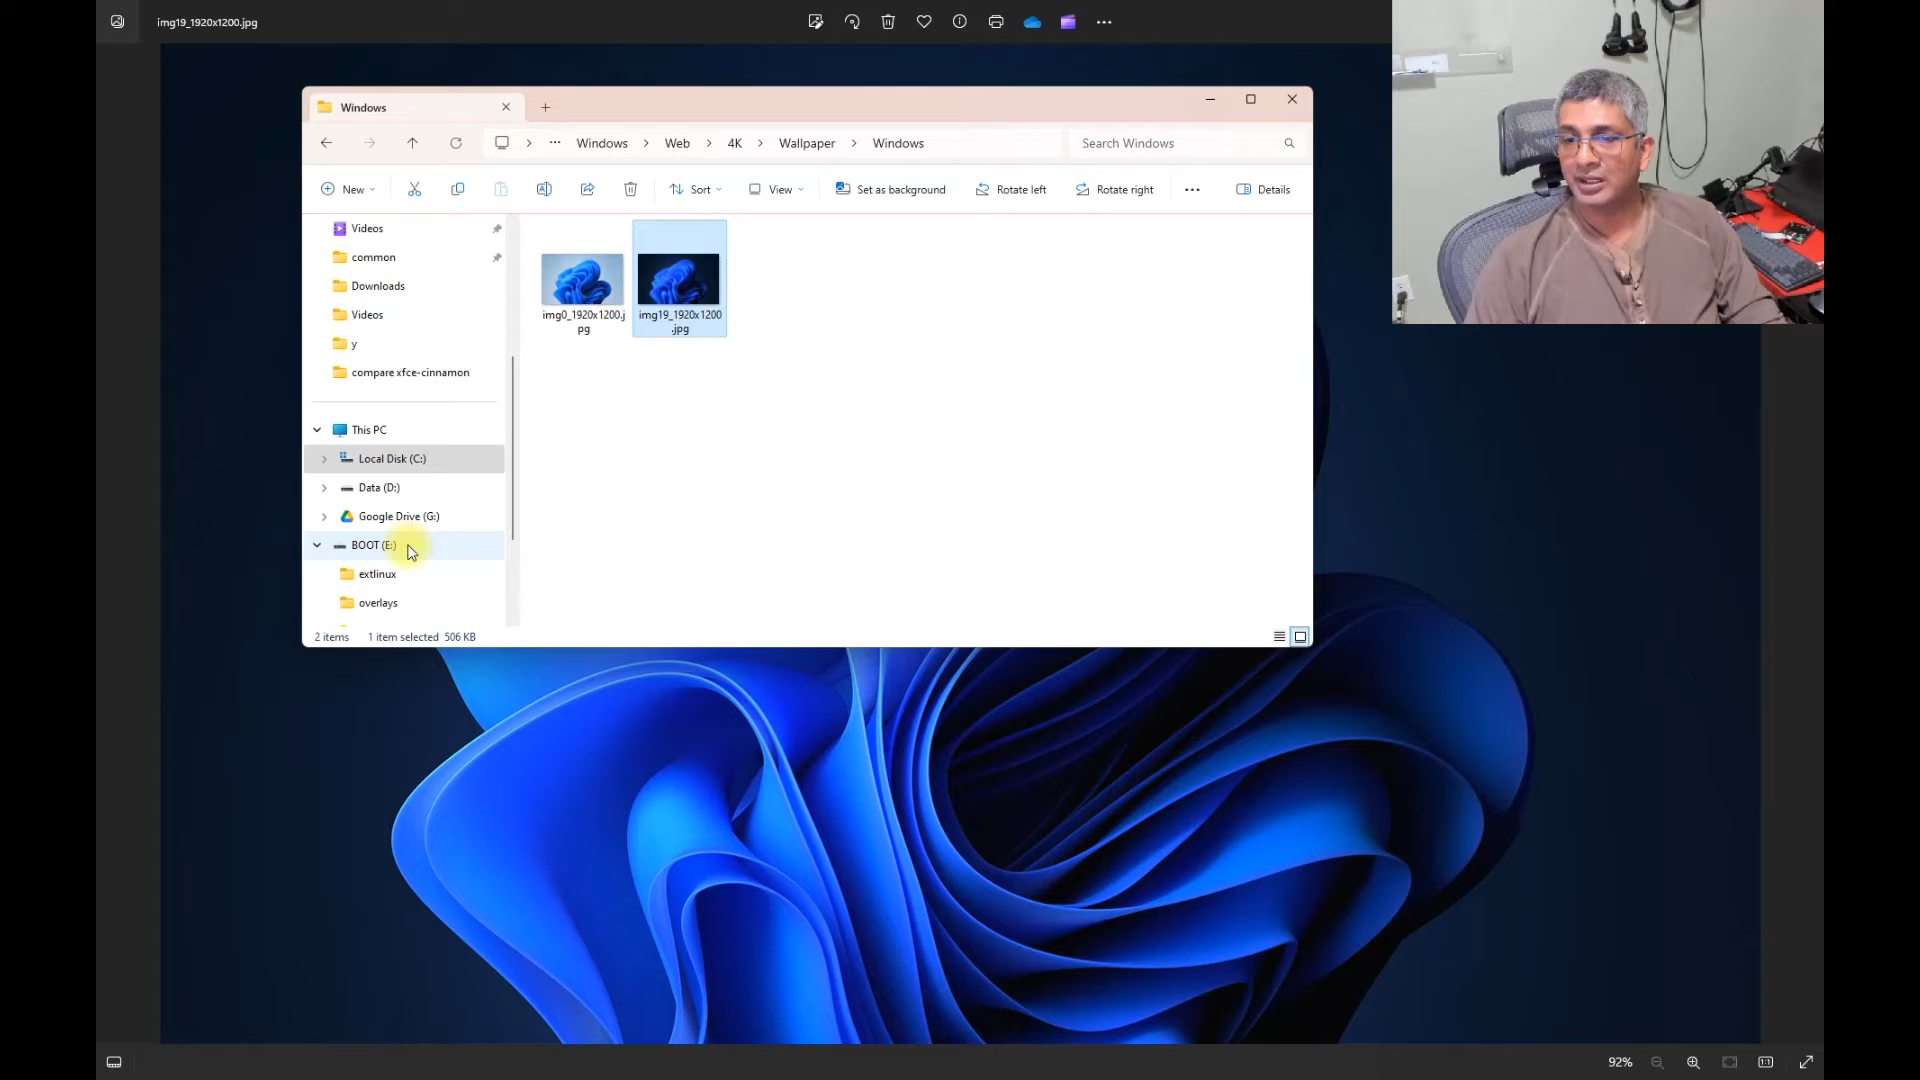 img19_1920x1200.jpg
Windows
Windows Web 4K Wallpaper Windows
Search Windows
New Sort View Set as background Rotate left Rotate right Details
Videos
common
Downloads
Videos
y
compare xfce-cinnamon
This PC
Local Disk (C:)
Data (D:)
Google Drive (G:)
BOOT (E:)
extlinux
overlays
img0_1920x1200.j
pg
img19_1920x1200
.jpg
2 items 1 item selected 506 KB
92%